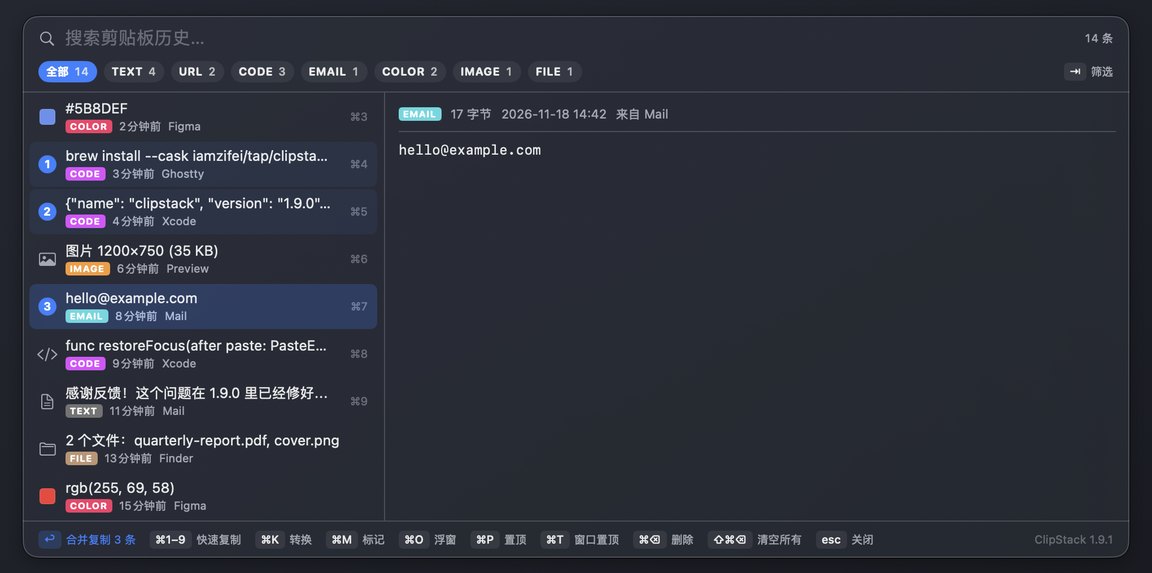 搜索剪贴板历史... 14 条
全部 14 TEXT 4 URL 2 CODE 3 EMAIL 1 COLOR 2 IMAGE 1 FILE 1 ⇥ 筛选
#5B8DEF
COLOR 2分钟前 Figma ⌘3
1 brew install --cask iamzifei/tap/clipsta...
CODE 3分钟前 Ghostty ⌘4
2 {"name": "clipstack", "version": "1.9.0"...
CODE 4分钟前 Xcode ⌘5
图片 1200×750 (35 KB)
IMAGE 6分钟前 Preview ⌘6
3 hello@example.com
EMAIL 8分钟前 Mail ⌘7
</> func restoreFocus(after paste: PasteE...
CODE 9分钟前 Xcode ⌘8
感谢反馈！这个问题在 1.9.0 里已经修好...
TEXT 11分钟前 Mail ⌘9
2 个文件：quarterly-report.pdf, cover.png
FILE 13分钟前 Finder
rgb(255, 69, 58)
COLOR 15分钟前 Figma
EMAIL 17 字节 2026-11-18 14:42 来自 Mail
hello@example.com
↩ 合并复制 3 条 ⌘1–9 快速复制 ⌘K 转换 ⌘M 标记 ⌘O 浮窗 ⌘P 置顶 ⌘T 窗口置顶 ⌘⌫ 删除 ⇧⌘⌫ 清空所有 esc 关闭 ClipStack 1.9.1